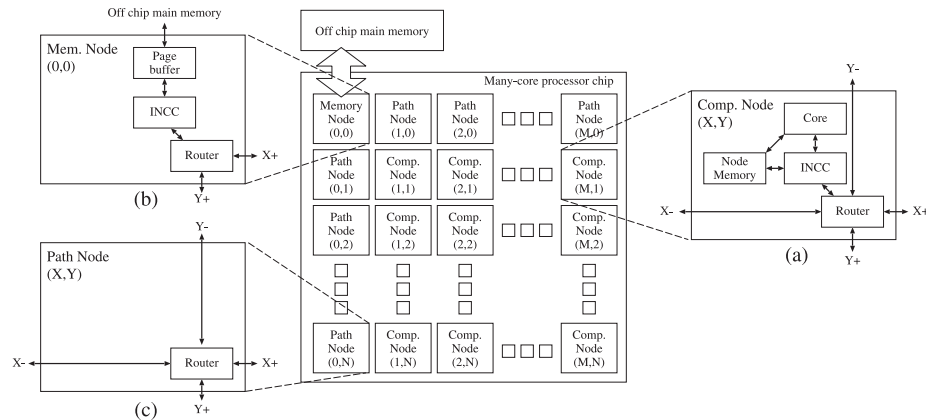 Off chip main memory
Mem. Node
(0,0)
Page
buffer
INCC
Router
X+
Y+
(b)
Y-
Path Node
(X,Y)
X-
Router
X+
Y+
(c)
Off chip main memory
Many-core processor chip
Memory
Node
(0,0)
Path
Node
(1,0)
Path
Node
(2,0)
Path
Node
(M,0)
Path
Node
(0,1)
Comp.
Node
(1,1)
Comp.
Node
(2,1)
Comp.
Node
(M,1)
Path
Node
(0,2)
Comp.
Node
(1,2)
Comp.
Node
(2,2)
Comp.
Node
(M,2)
Path
Node
(0,N)
Comp.
Node
(1,N)
Comp.
Node
(2,N)
Comp.
Node
(M,N)
Y-
Comp. Node
(X,Y)
Core
Node
Memory
INCC
X-
Router
X+
Y+
(a)